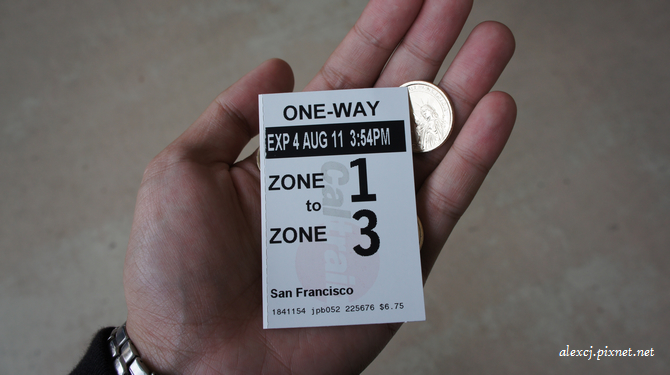 ONE-WAY
EXP 4 AUG 11 3:54PM
ZONE 1
to
ZONE 3
Caltrain
San Francisco
1841154 jpb052 225676 $6.75
alexcj.pixnet.net